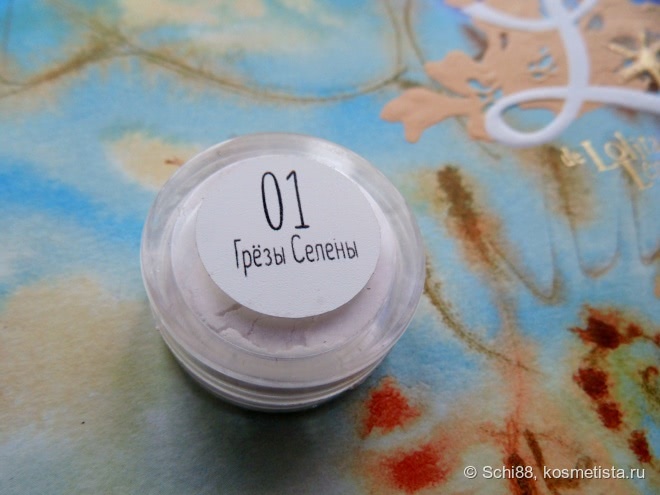 01
Грёзы Селены
© Schi88, kosmetista.ru